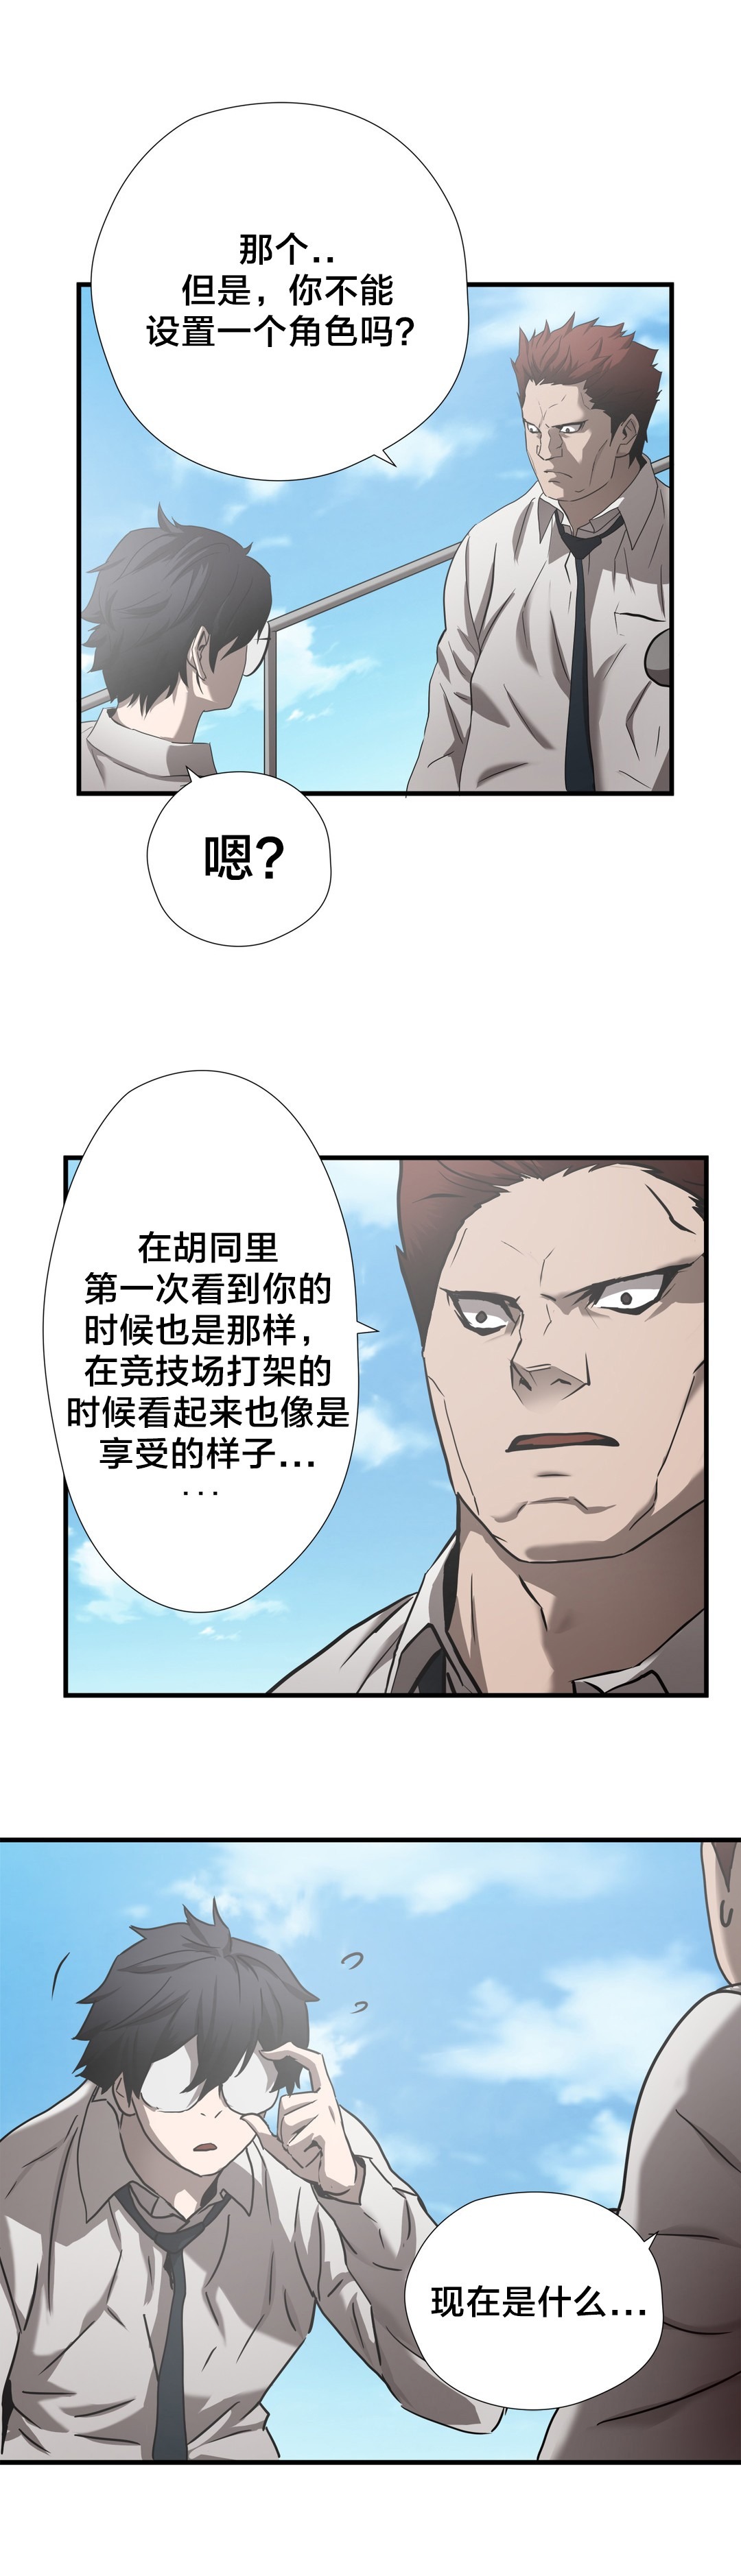 那个..
但是，你不能
设置一个角色吗？
嗯？
在胡同里
第一次看到你的
时候也是那样，
在竞技场打架的
时候看起来也像是
享受的样子...
...
现在是什么...